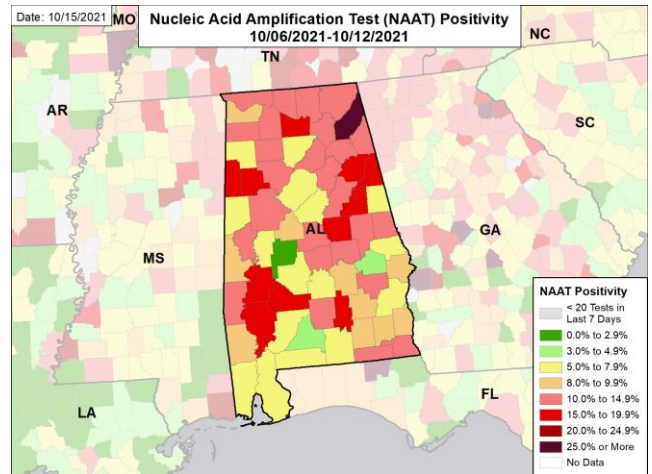 Date: 10/15/2021
Nucleic Acid Amplification Test (NAAT) Positivity
10/06/2021-10/12/2021
MO
TN
NC
AR
SC
MS
AL
GA
LA
FL
NAAT Positivity
< 20 Tests in
Last 7 Days
0.0% to 2.9%
3.0% to 4.9%
5.0% to 7.9%
8.0% to 9.9%
10.0% to 14.9%
15.0% to 19.9%
20.0% to 24.9%
25.0% or More
No Data